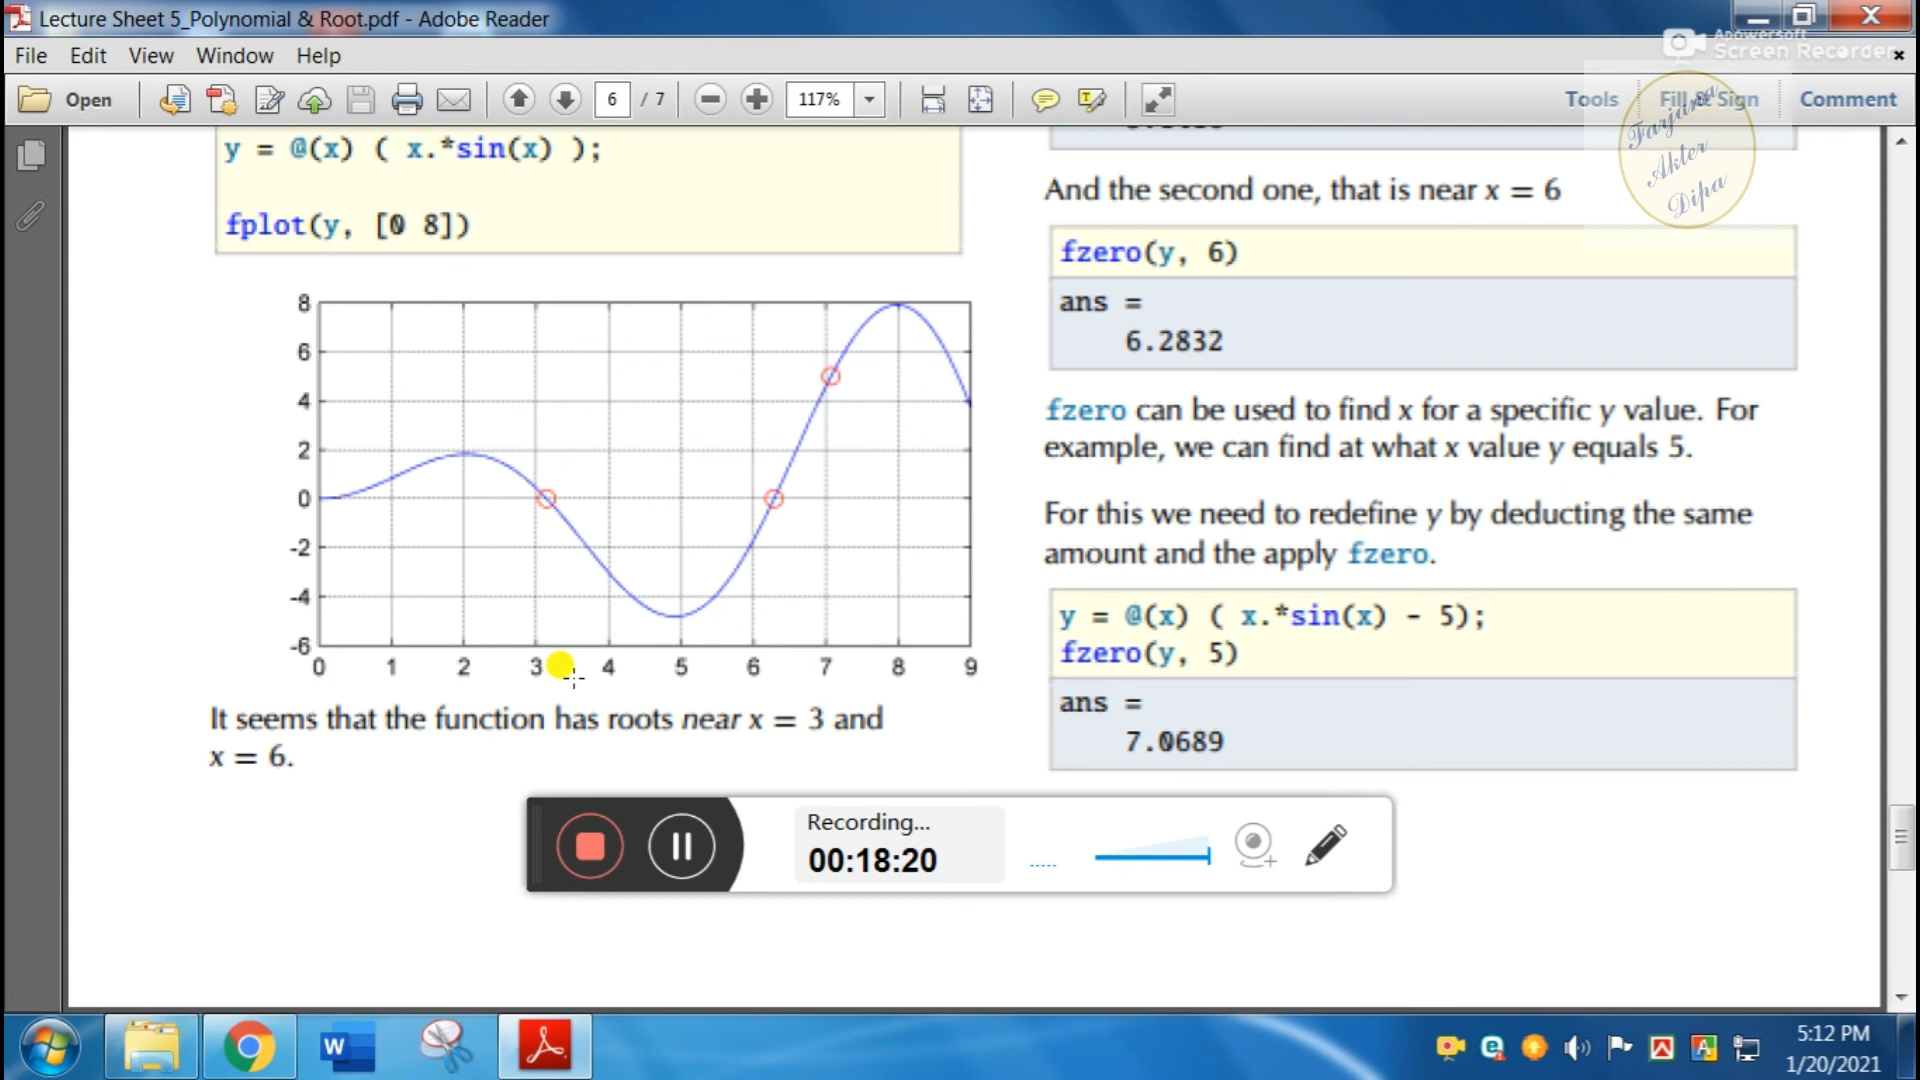 Lecture Sheet 5_Polynomial & Root.pdf - Adobe Reader
Apowersoft
Screen Recorder
File Edit View Window Help
Open 6 / 7 117% Tools Fill & Sign Comment
Farjana
Akter
Dipa
y = @(x) ( x.*sin(x) );
fplot(y, [0 8])
8
6
4
2
0
-2
-4
-6
0 1 2 3 4 5 6 7 8 9
It seems that the function has roots near x = 3 and
x = 6.
And the second one, that is near x = 6
fzero(y, 6)
ans =
6.2832
fzero can be used to find x for a specific y value. For
example, we can find at what x value y equals 5.
For this we need to redefine y by deducting the same
amount and the apply fzero.
y = @(x) ( x.*sin(x) - 5);
fzero(y, 5)
ans =
7.0689
Recording...
00:18:20
5:12 PM
1/20/2021